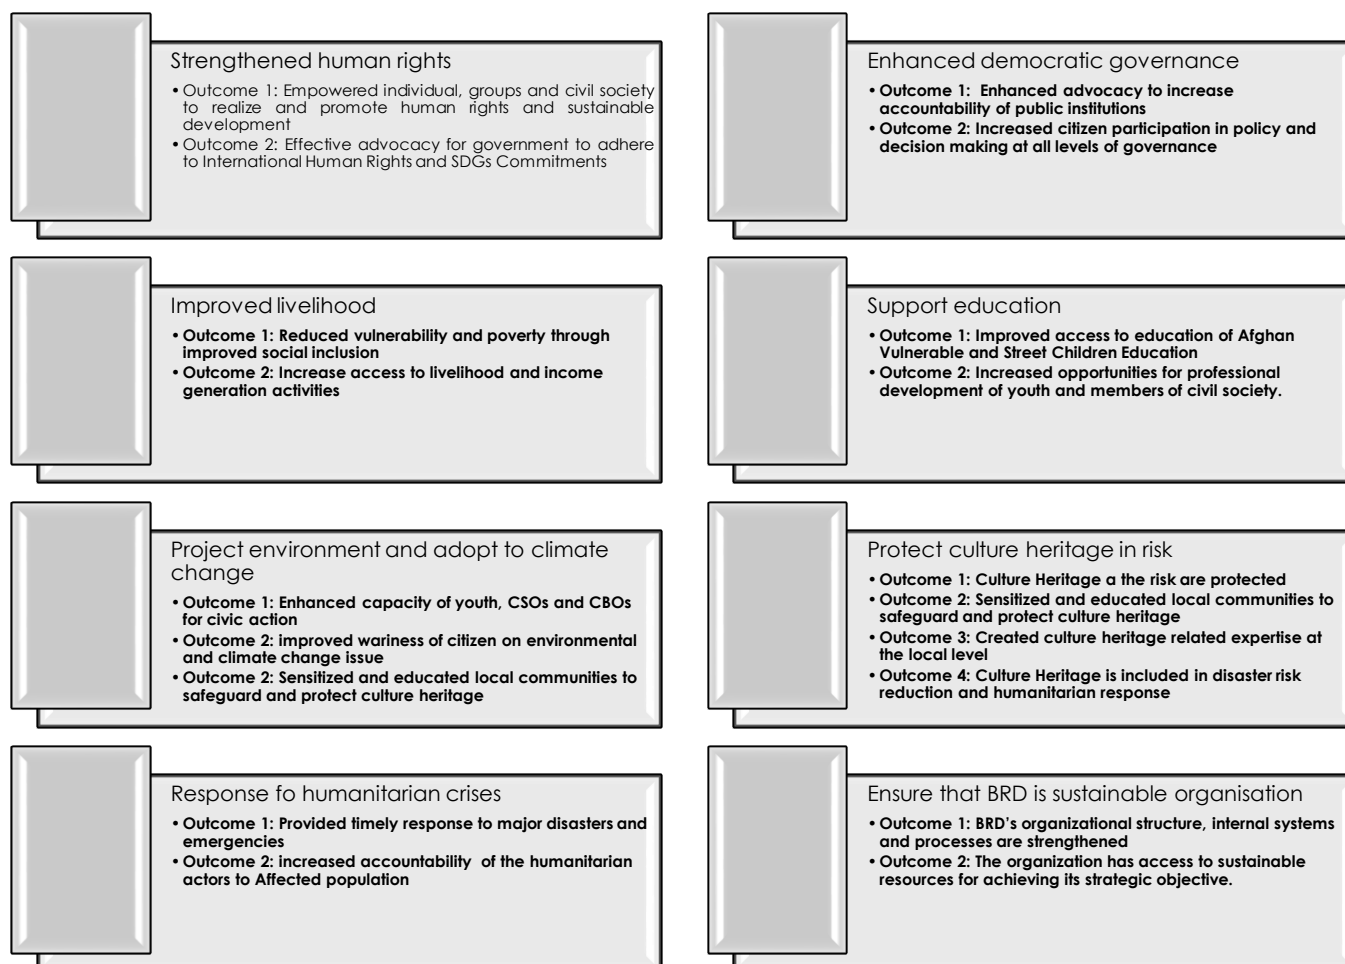 Strengthened human rights
• Outcome 1: Empowered individual, groups and civil society
to realize and promote human rights and sustainable
development
• Outcome 2: Effective advocacy for government to adhere
to International Human Rights and SDGs Commitments
Enhanced democratic governance
• Outcome 1: Enhanced advocacy to increase
accountability of public institutions
• Outcome 2: Increased citizen participation in policy and
decision making at all levels of governance
Improved livelihood
• Outcome 1: Reduced vulnerability and poverty through
improved social inclusion
• Outcome 2: Increase access to livelihood and income
generation activities
Support education
• Outcome 1: Improved access to education of Afghan
Vulnerable and Street Children Education
• Outcome 2: Increased opportunities for professional
development of youth and members of civil society.
Project environment and adopt to climate
change
• Outcome 1: Enhanced capacity of youth, CSOs and CBOs
for civic action
• Outcome 2: improved wariness of citizen on environmental
and climate change issue
• Outcome 2: Sensitized and educated local communities to
safeguard and protect culture heritage
Protect culture heritage in risk
• Outcome 1: Culture Heritage a the risk are protected
• Outcome 2: Sensitized and educated local communities to
safeguard and protect culture heritage
• Outcome 3: Created culture heritage related expertise at
the local level
• Outcome 4: Culture Heritage is included in disaster risk
reduction and humanitarian response
Response fo humanitarian crises
• Outcome 1: Provided timely response to major disasters and
emergencies
• Outcome 2: increased accountability of the humanitarian
actors to Affected population
Ensure that BRD is sustainable organisation
• Outcome 1: BRD's organizational structure, internal systems
and processes are strengthened
• Outcome 2: The organization has access to sustainable
resources for achieving its strategic objective.